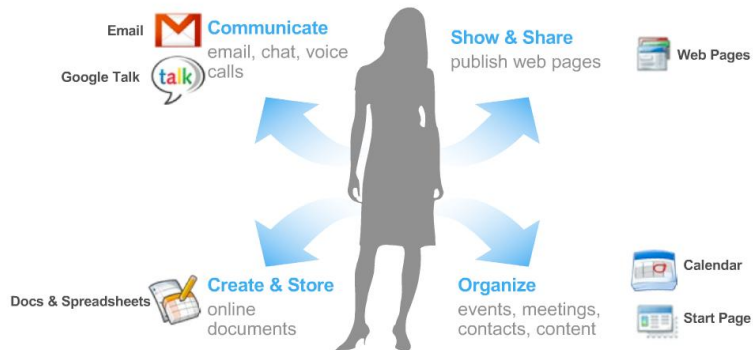 Email
Communicate
email, chat, voice
calls
Google Talk
talk
Show & Share
publish web pages
Web Pages
Docs & Spreadsheets
Create & Store
online
documents
Organize
events, meetings,
contacts, content
Calendar
Start Page